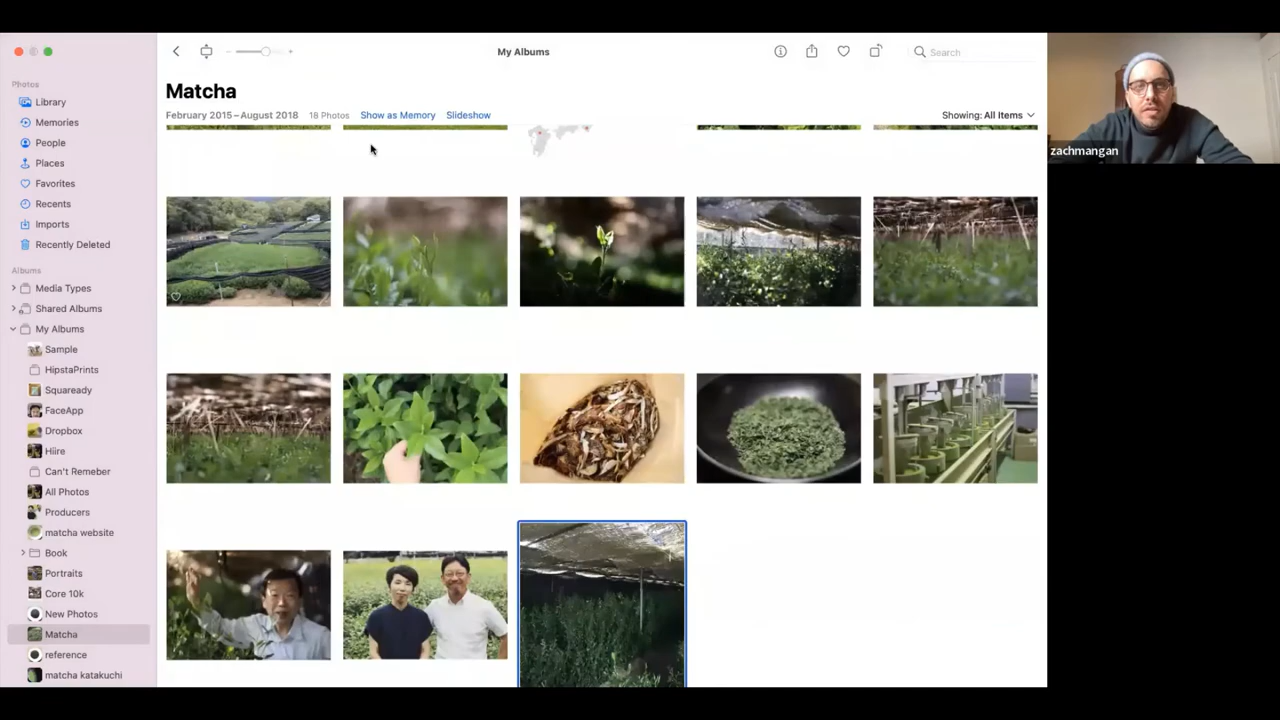 My Albums
Search
Matcha
February 2015 – August 2018 18 Photos Show as Memory Slideshow
Showing: All Items
Photos
Library
Memories
People
Places
Favorites
Recents
Imports
Recently Deleted
Albums
Media Types
Shared Albums
My Albums
Sample
HipstaPrints
Squaready
FaceApp
Dropbox
Hiire
Can't Remeber
All Photos
Producers
matcha website
Book
Portraits
Core 10k
New Photos
Matcha
reference
matcha katakuchi
zachmangan